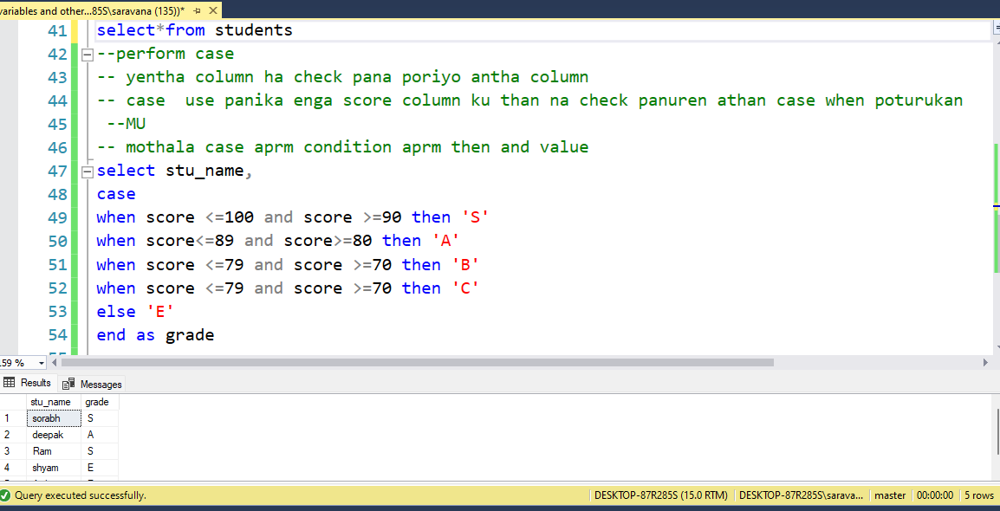 variables and other...85S\saravana (135))*
41 select*from students
42 --perform case
43 -- yentha column ha check pana poriyo antha column
44 -- case  use panika enga score column ku than na check panuren athan case when poturukan
45 --MU
46 -- mothala case aprm condition aprm then and value
47 select stu_name,
48 case
49 when score <=100 and score >=90 then 'S'
50 when score<=89 and score>=80 then 'A'
51 when score <=79 and score >=70 then 'B'
52 when score <=79 and score >=70 then 'C'
53 else 'E'
54 end as grade
59 %
Results Messages
stu_name grade
1 sorabh S
2 deepak A
3 Ram S
4 shyam E
Query executed successfully. DESKTOP-87R285S (15.0 RTM) DESKTOP-87R285S\sarava... master 00:00:00 5 rows